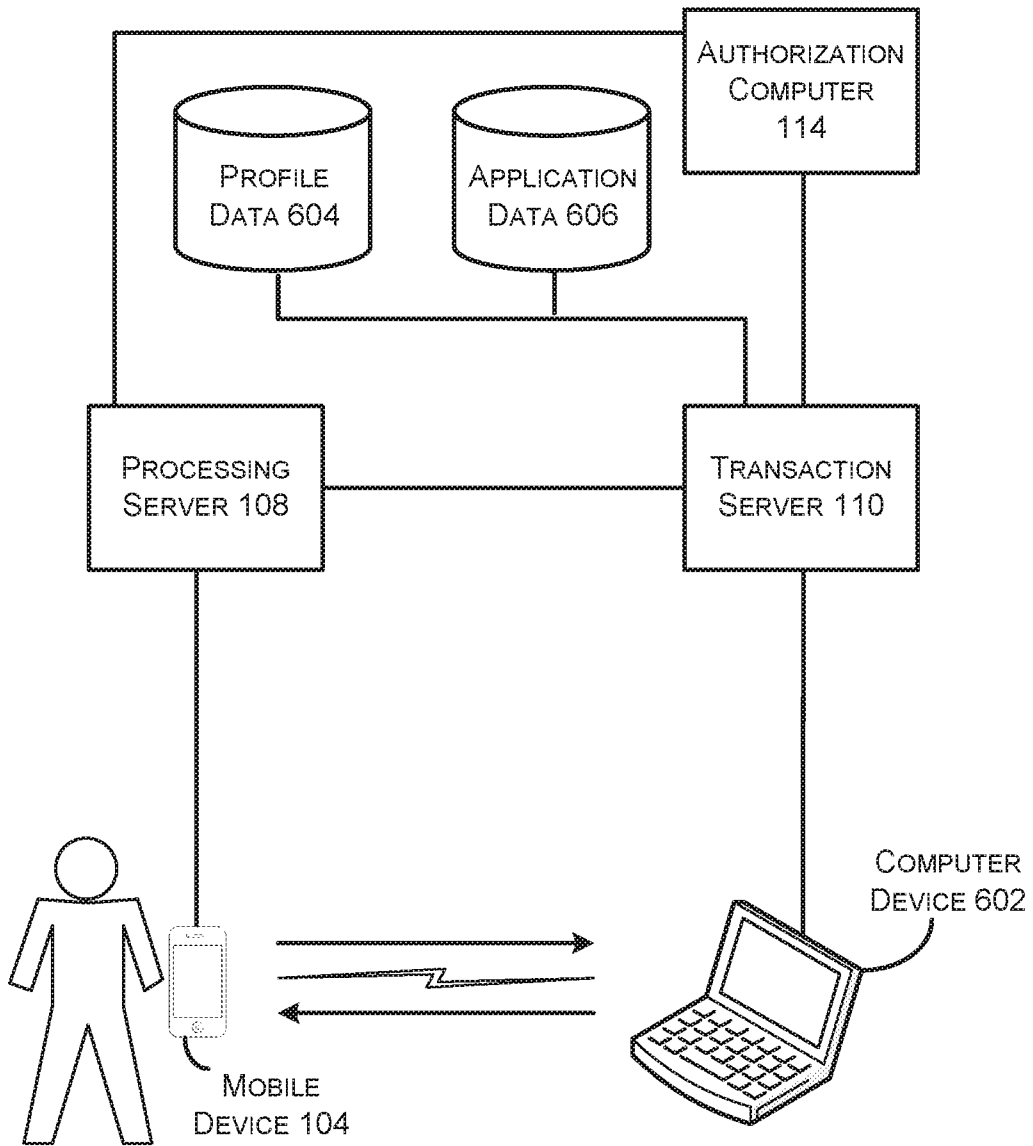 AUTHORIZATION
COMPUTER
114
PROFILE
DATA 604
APPLICATION
DATA 606
PROCESSING
SERVER 108
TRANSACTION
SERVER 110
COMPUTER
DEVICE 602
MOBILE
DEVICE 104